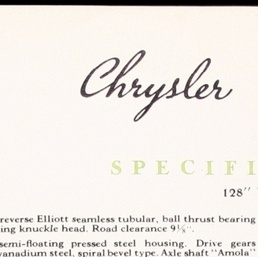 Chrysler
SPECIFI
128"
reverse Elliott seamless tubular, ball thrust bearing
ing knuckle head. Road clearance 9⅛".
semi-floating pressed steel housing. Drive gears
vanadium steel, spiral bevel type. Axle shaft "Amola"